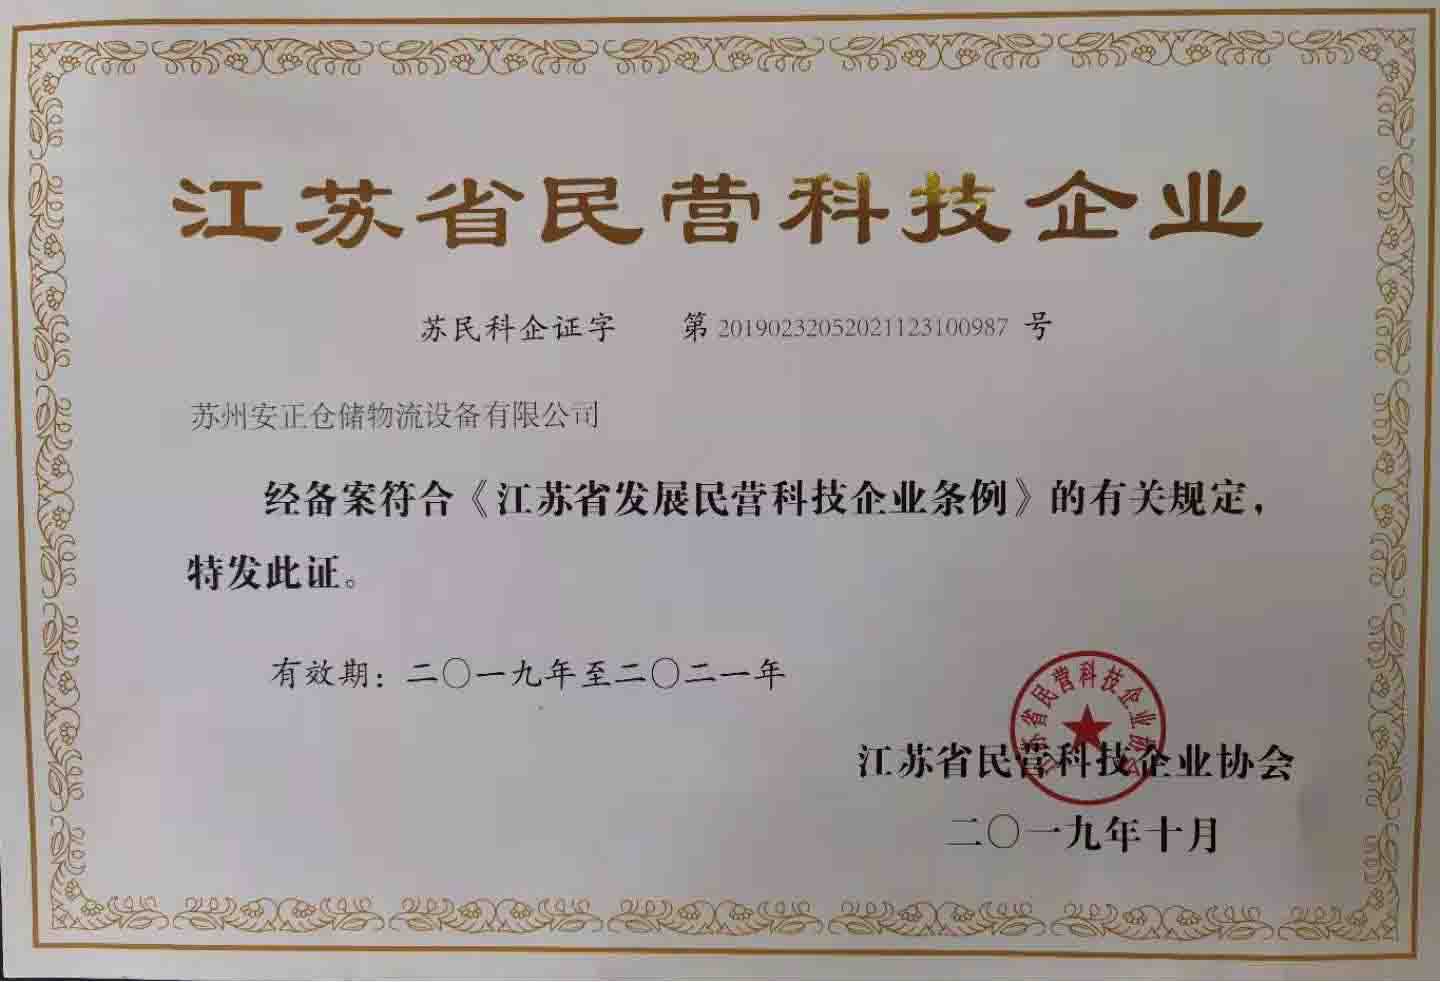 江苏省民营科技企业
苏民科企证字 第 20190232052021123100987 号
苏州安正仓储物流设备有限公司
经备案符合《江苏省发展民营科技企业条例》的有关规定，
特发此证。
有效期：二〇一九年至二〇二一年
江苏省民营科技企业协会
江苏省民营科技企业协会
二〇一九年十月